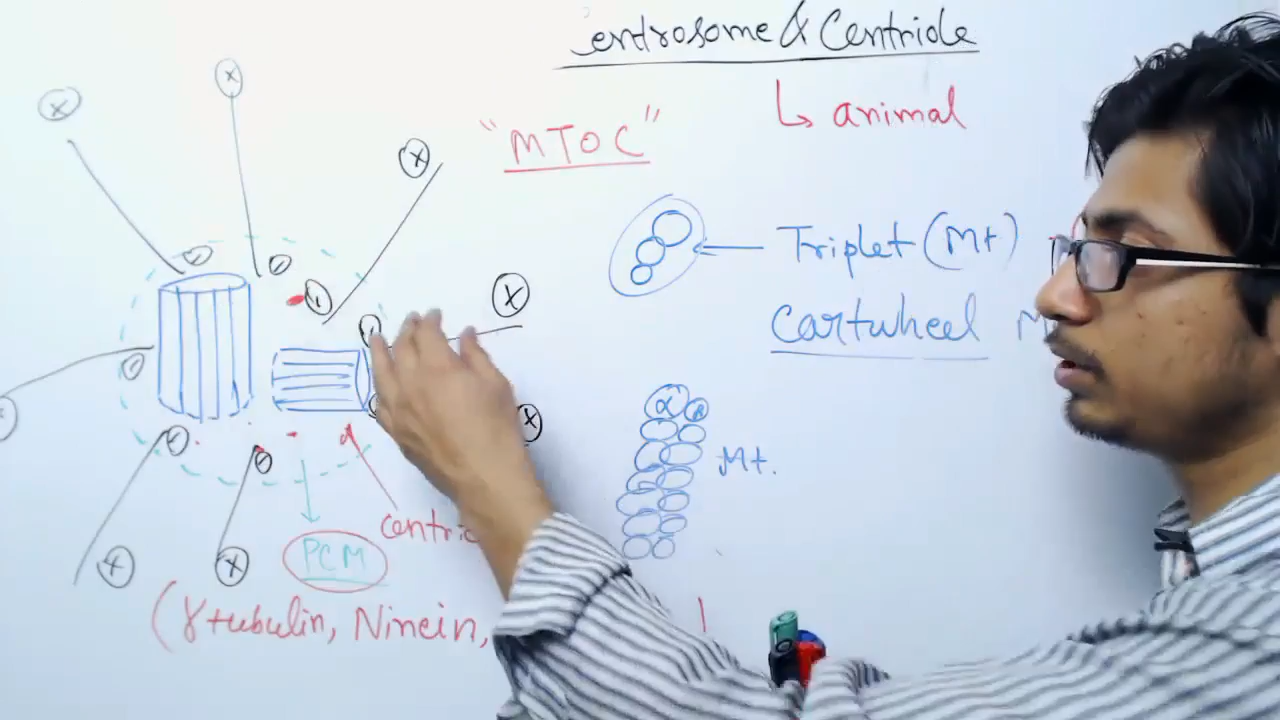 entrosome & Centriole
↳ animal
"MTOC"
Triplet (Mt)
Cartwheel M
α
Mt.
centri
PCM
(γ tubulin, Ninein,